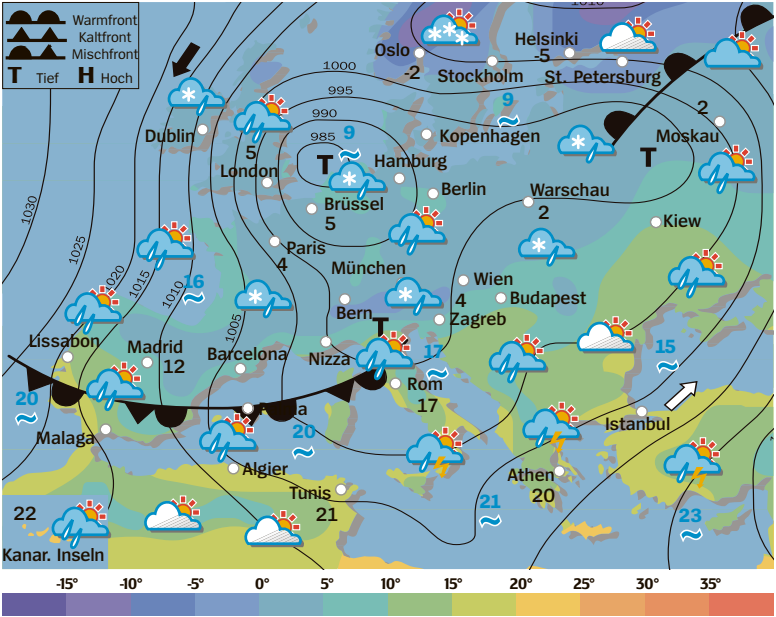 Warmfront
Kaltfront
Mischfront
T Tief H Hoch
1010
Oslo
-2
Helsinki
-5
Stockholm
St. Petersburg
1000
995
990
985
9
9
2
Dublin
Kopenhagen
Moskau
T
T
5
London
Hamburg
Berlin
Warschau
2
Brüssel
5
Kiew
1030
1025
1020
1015
1010
1005
Paris
4
16
München
Wien
4
Budapest
Bern
Zagreb
T
Lissabon
Madrid
12
Barcelona
Nizza
17
15
Rom
17
20
Malaga
20
Istanbul
Algier
Athen
20
Tunis
21
21
22
23
Kanar. Inseln
-15° -10° -5° 0° 5° 10° 15° 20° 25° 30° 35°